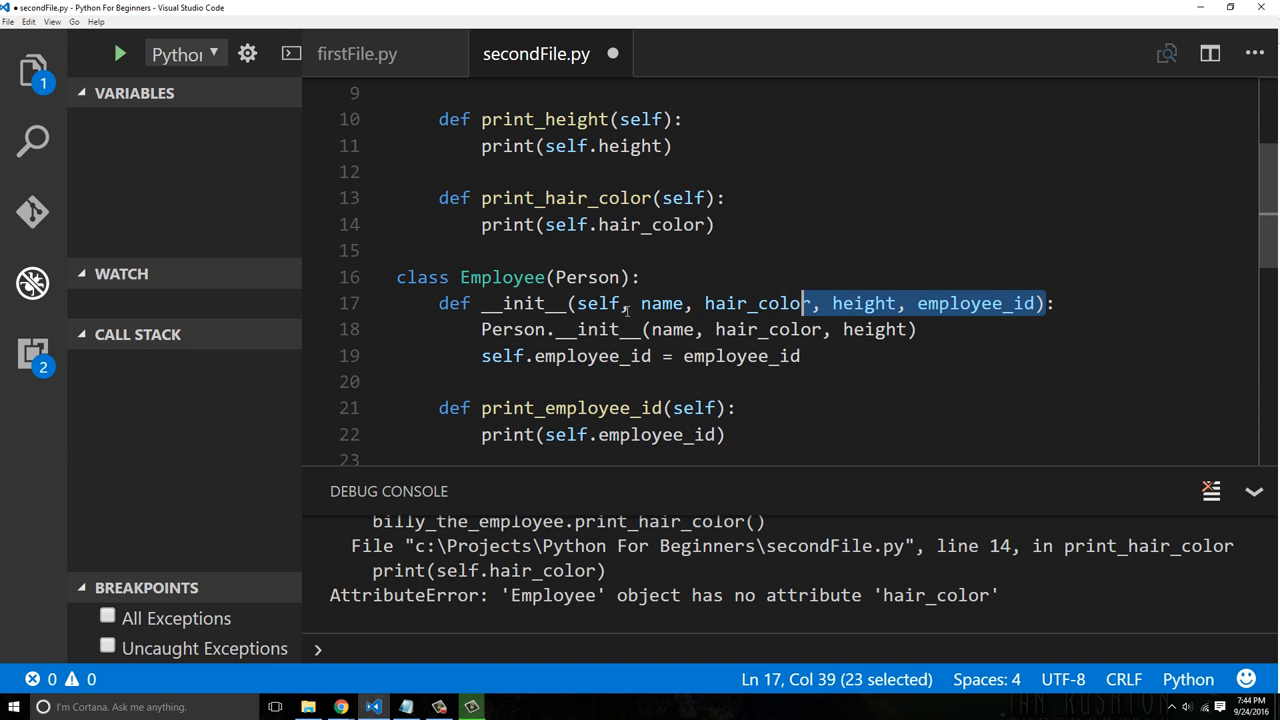 ● secondFile.py - Python For Beginners - Visual Studio Code
File Edit View Go Help
Python
firstFile.py
secondFile.py
1
VARIABLES
WATCH
CALL STACK
2
BREAKPOINTS
All Exceptions
Uncaught Exceptions
9
10 def print_height(self):
11 print(self.height)
12
13 def print_hair_color(self):
14 print(self.hair_color)
15
16 class Employee(Person):
17 def __init__(self, name, hair_color, height, employee_id):
18 Person.__init__(name, hair_color, height)
19 self.employee_id = employee_id
20
21 def print_employee_id(self):
22 print(self.employee_id)
23
DEBUG CONSOLE
billy_the_employee.print_hair_color()
File "c:\Projects\Python For Beginners\secondFile.py", line 14, in print_hair_color
print(self.hair_color)
AttributeError: 'Employee' object has no attribute 'hair_color'
0 0 Ln 17, Col 39 (23 selected) Spaces: 4 UTF-8 CRLF Python
I'm Cortana. Ask me anything.
7:44 PM
9/24/2016